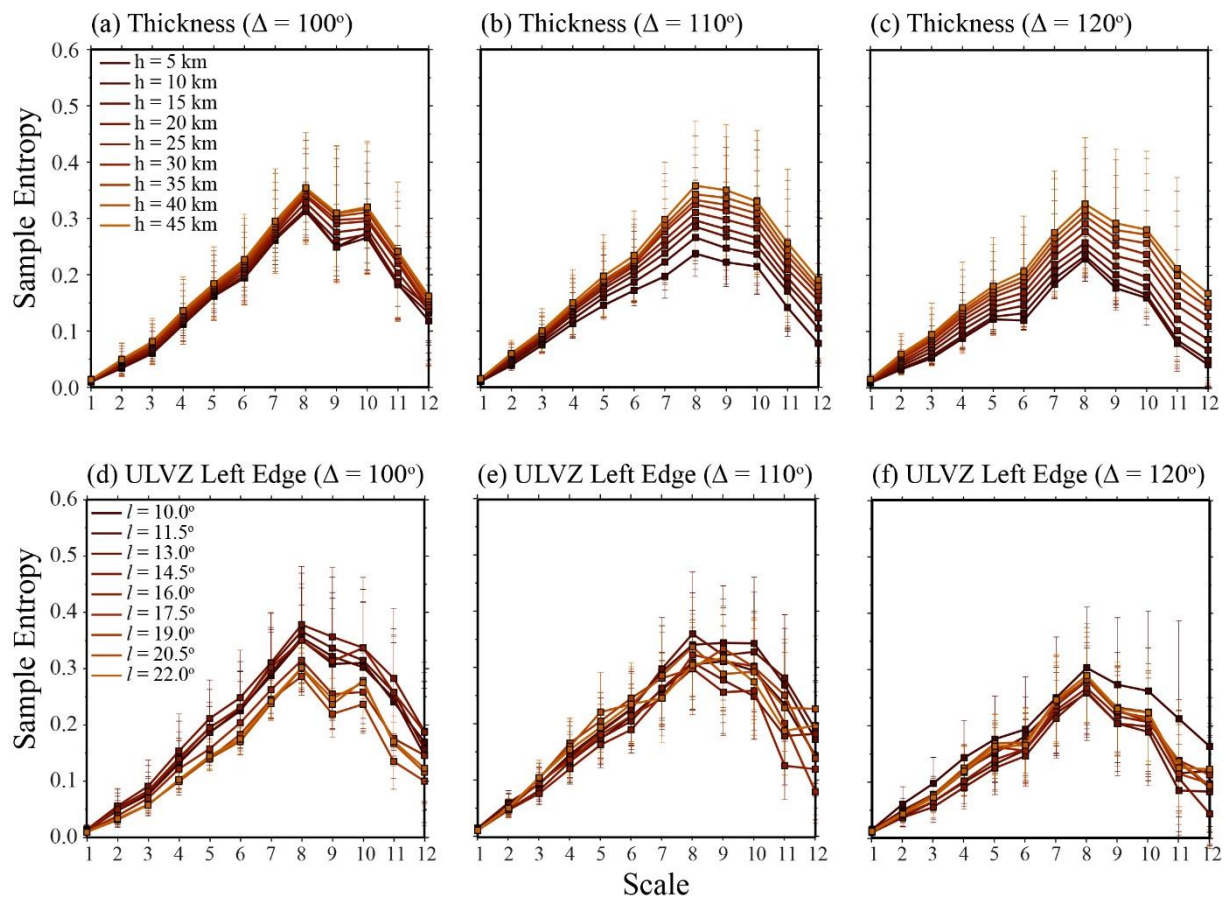 (a) Thickness (Δ = 100°)
(b) Thickness (Δ = 110°)
(c) Thickness (Δ = 120°)
0.6
0.5
0.4
0.3
0.2
0.1
0.0
Sample Entropy
h = 5 km
h = 10 km
h = 15 km
h = 20 km
h = 25 km
h = 30 km
h = 35 km
h = 40 km
h = 45 km
1 2 3 4 5 6 7 8 9 10 11 12
1 2 3 4 5 6 7 8 9 10 11 12
1 2 3 4 5 6 7 8 9 10 11 12
(d) ULVZ Left Edge (Δ = 100°)
(e) ULVZ Left Edge (Δ = 110°)
(f) ULVZ Left Edge (Δ = 120°)
0.6
0.5
0.4
0.3
0.2
0.1
0.0
Sample Entropy
l = 10.0°
l = 11.5°
l = 13.0°
l = 14.5°
l = 16.0°
l = 17.5°
l = 19.0°
l = 20.5°
l = 22.0°
1 2 3 4 5 6 7 8 9 10 11 12
1 2 3 4 5 6 7 8 9 10 11 12
1 2 3 4 5 6 7 8 9 10 11 12
Scale